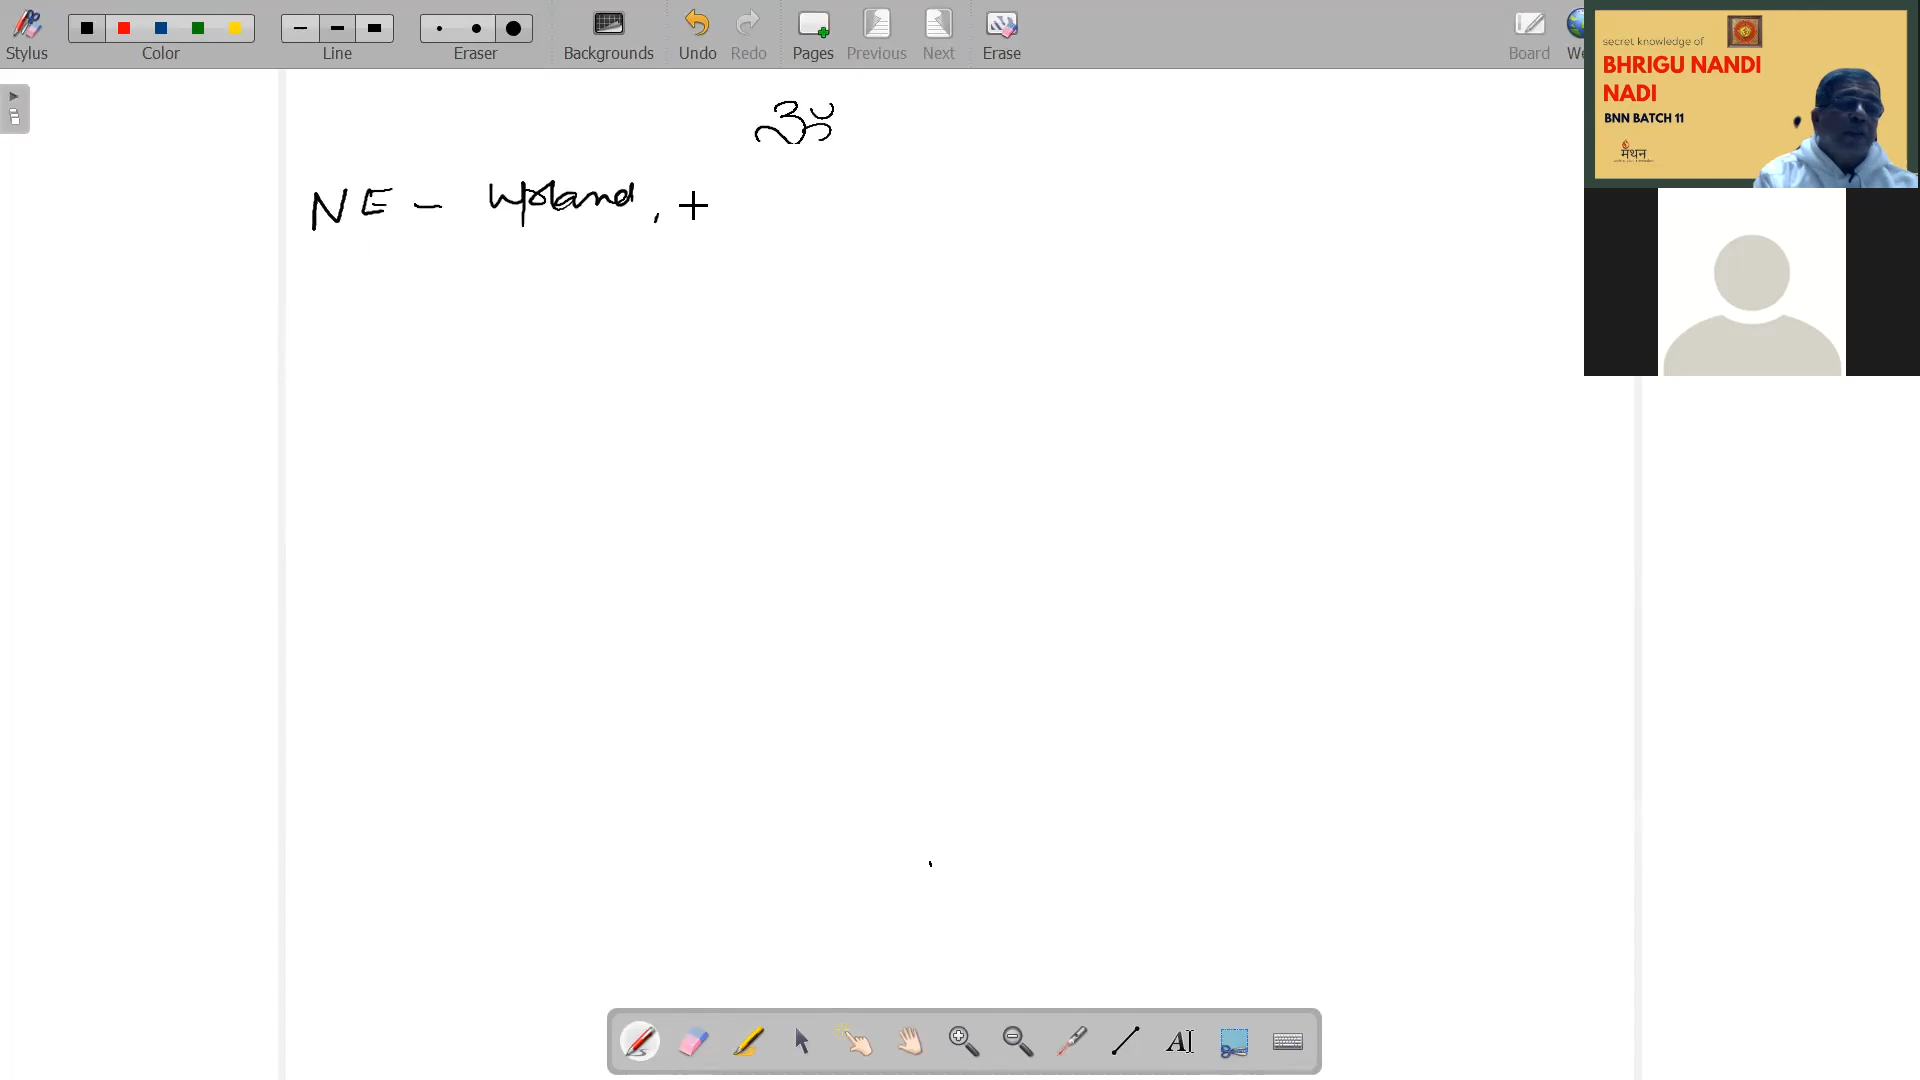 Stylus
Color
Line
Eraser
Backgrounds
Undo
Redo
Pages
Previous
Next
Erase
Board
We
secret knowledge of
BHRIGU NANDI
NADI
BNN BATCH 11
मंथन
ॐ
NE - Upland, +